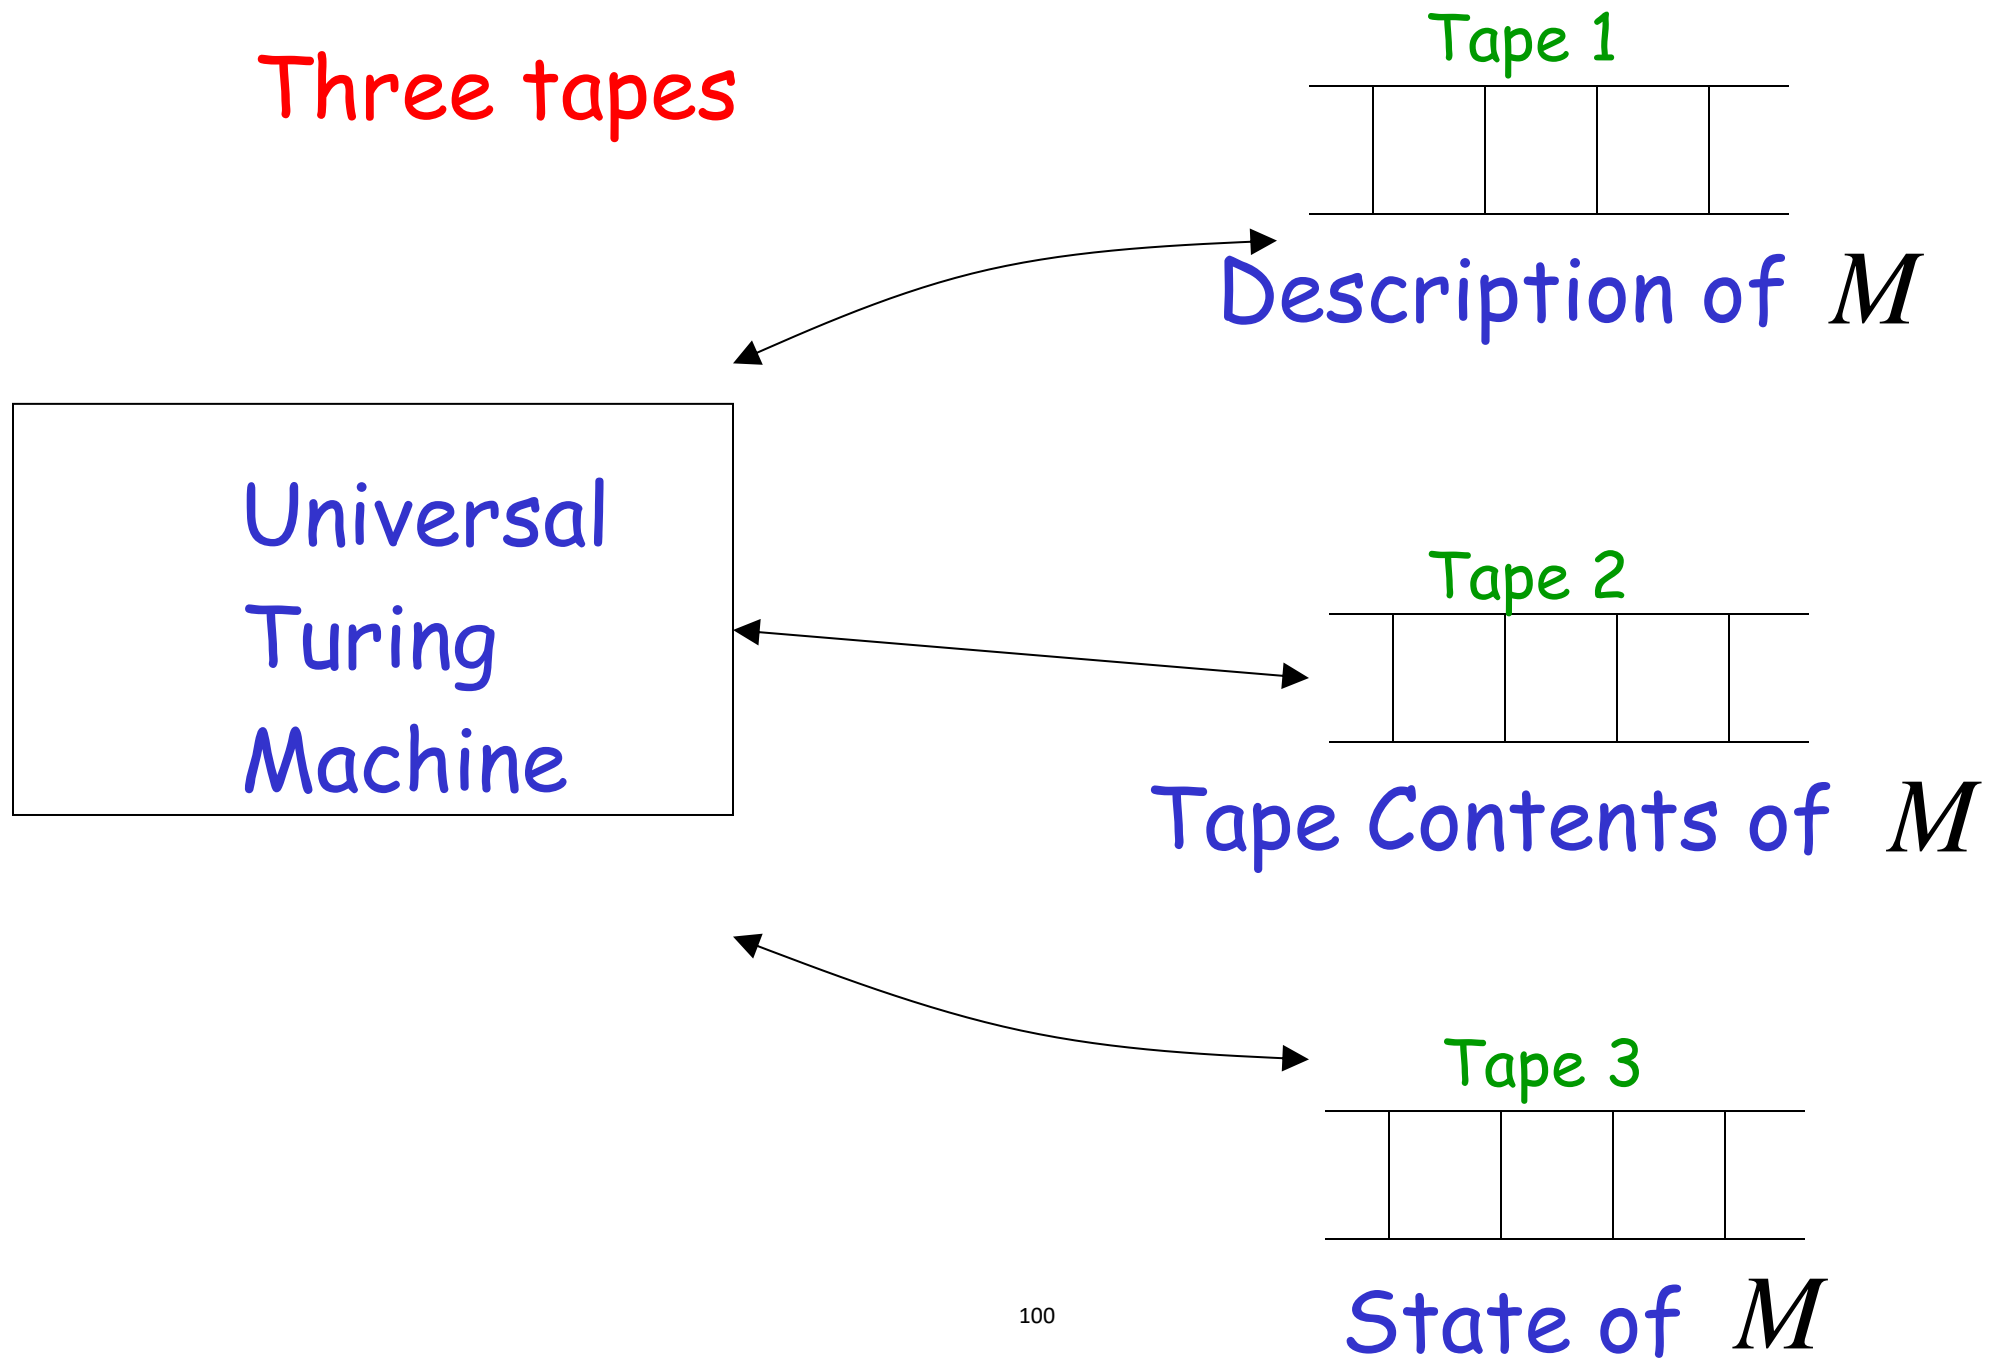 Three tapes
Tape 1
Description of M
Universal
Turing
Machine
Tape 2
Tape Contents of M
Tape 3
State of M
100